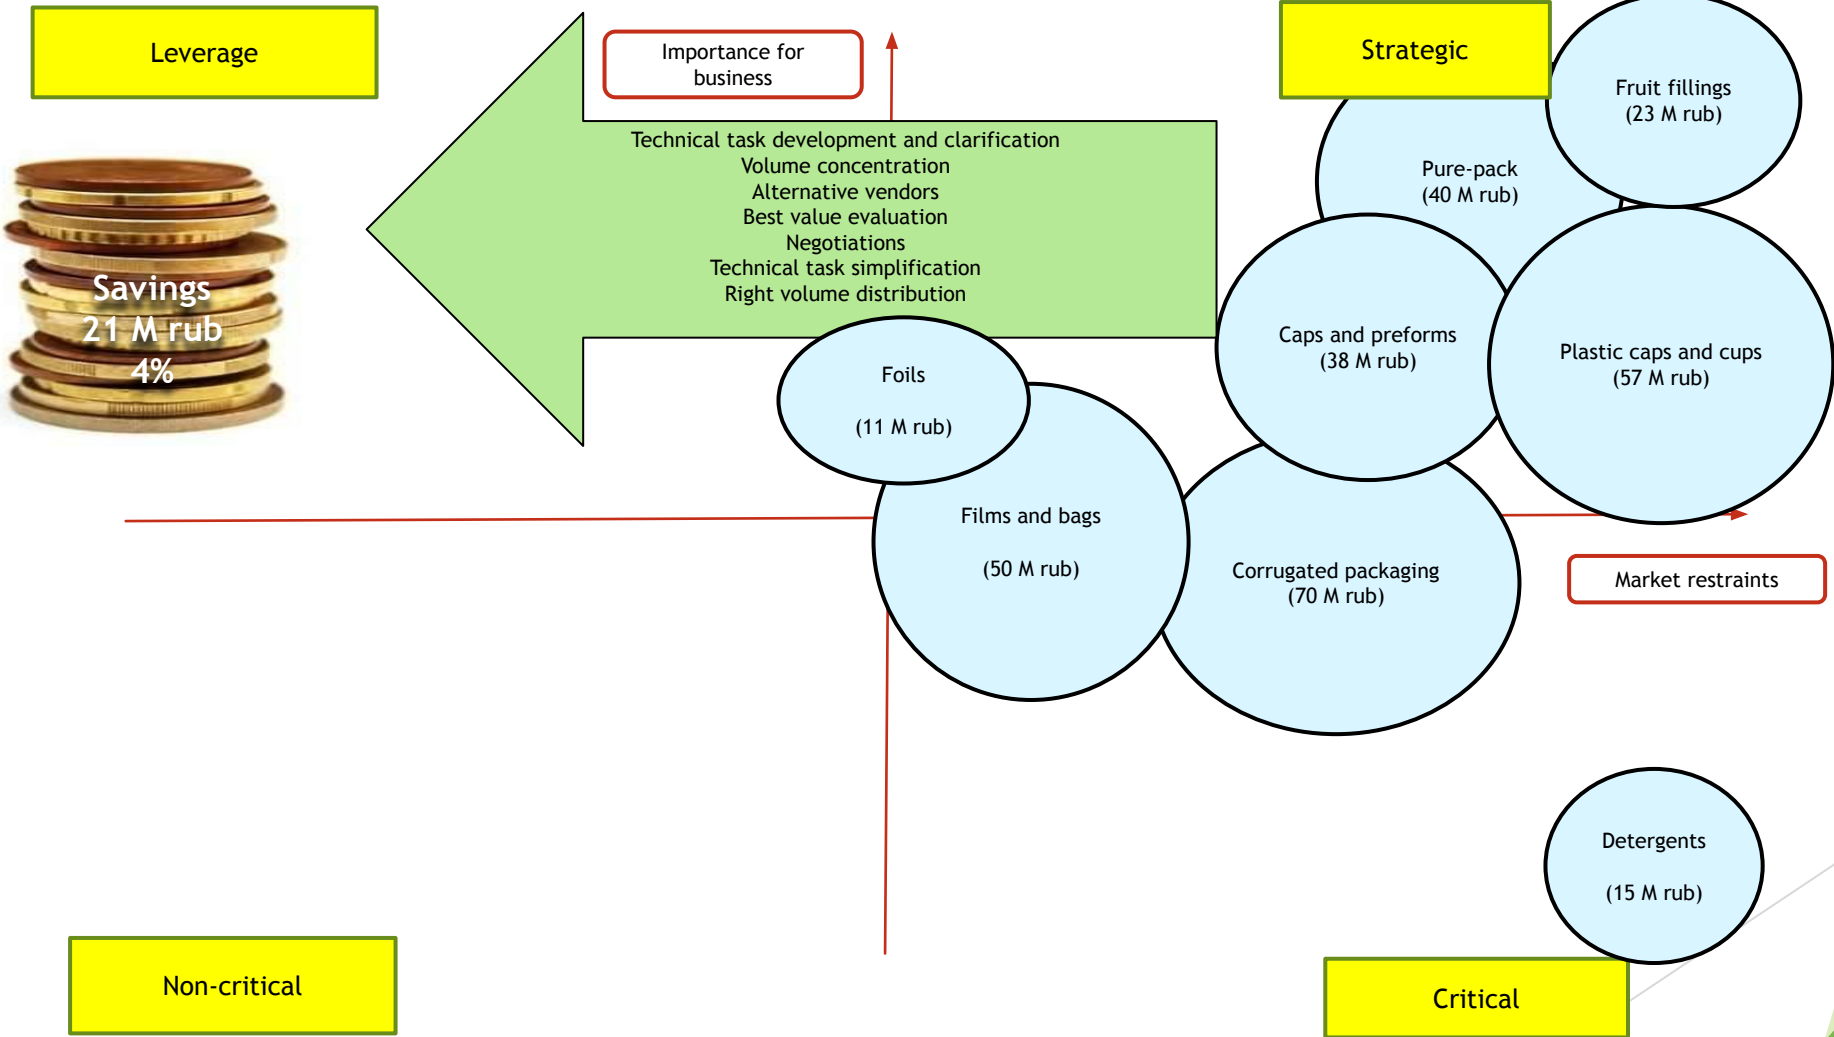 Leverage
Importance for
business
Strategic
Fruit fillings
(23 M rub)
Technical task development and clarification
Volume concentration
Alternative vendors
Best value evaluation
Negotiations
Technical task simplification
Right volume distribution
Pure-pack
(40 M rub)
Savings
21 M rub
4%
Caps and preforms
(38 M rub)
Plastic caps and cups
(57 M rub)
Foils
(11 M rub)
Films and bags
(50 M rub)
Corrugated packaging
(70 M rub)
Market restraints
Detergents
(15 M rub)
Non-critical
Critical